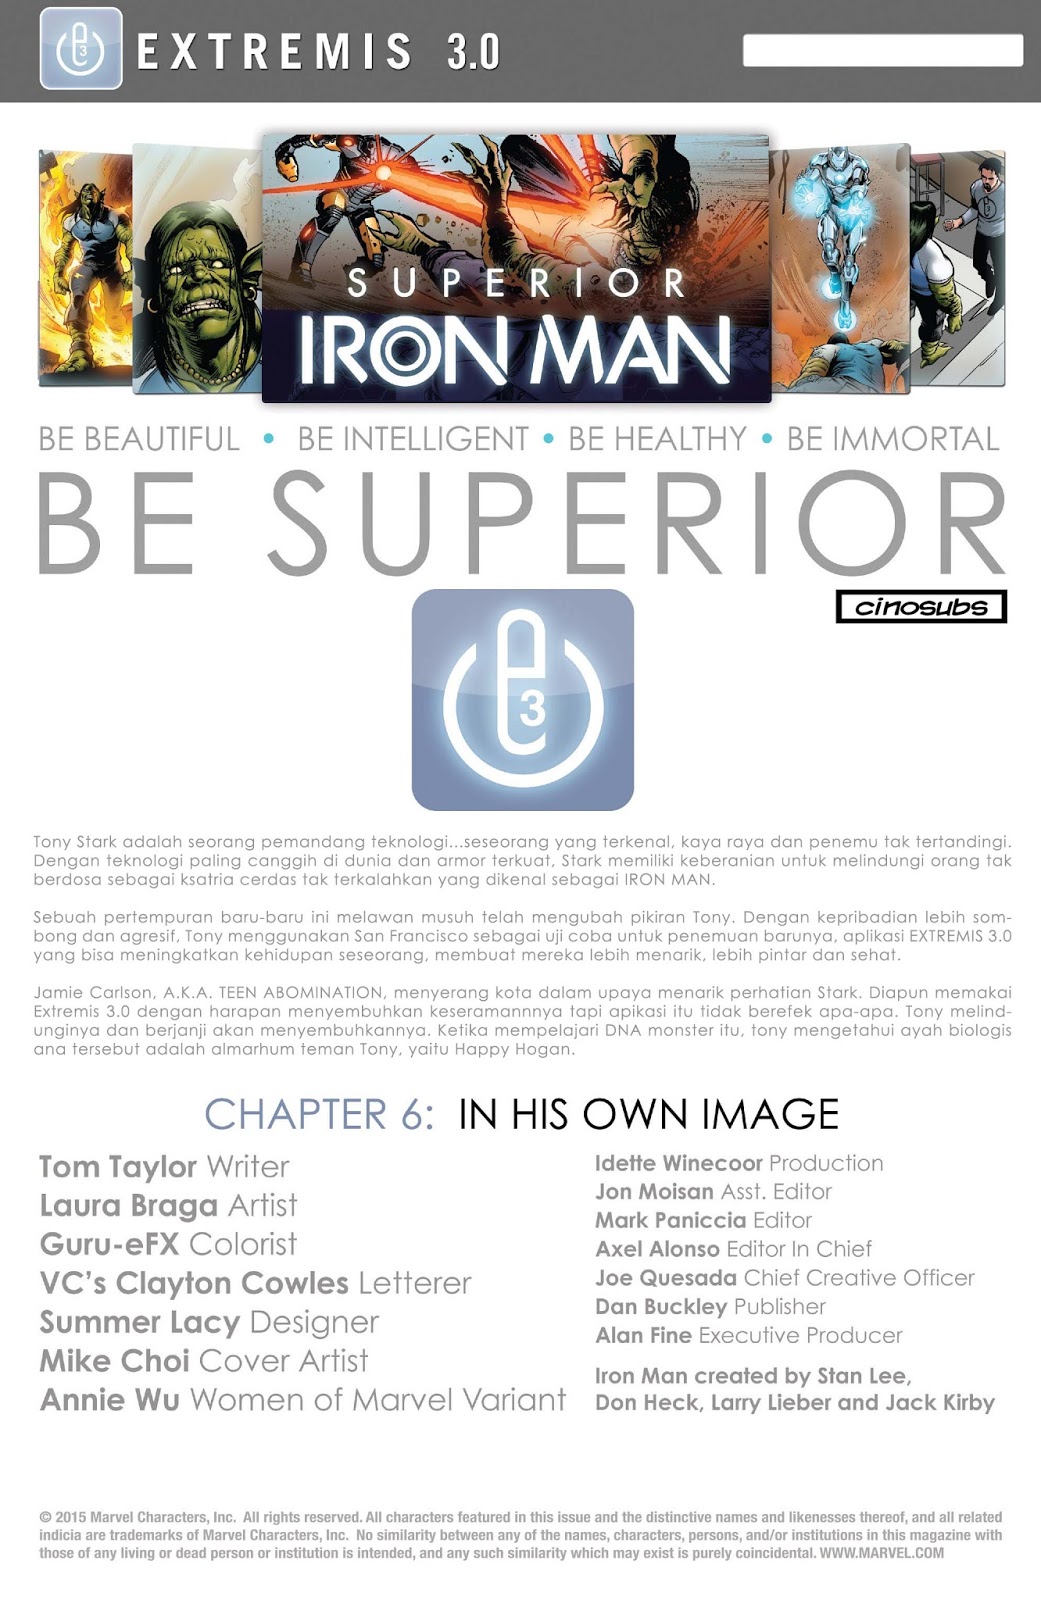 3
EXTREMIS 3.0
SUPERIOR
IRON MAN
BE BEAUTIFUL • BE INTELLIGENT • BE HEALTHY • BE IMMORTAL
BE SUPERIOR
cinosubs
3
Tony Stark adalah seorang pemandang teknologi...seseorang yang terkenal, kaya raya dan penemu tak tertandingi.
Dengan teknologi paling canggih di dunia dan armor terkuat, Stark memiliki keberanian untuk melindungi orang tak
berdosa sebagai ksatria cerdas tak terkalahkan yang dikenal sebagai IRON MAN.
Sebuah pertempuran baru-baru ini melawan musuh telah mengubah pikiran Tony. Dengan kepribadian lebih som-
bong dan agresif, Tony menggunakan San Francisco sebagai uji coba untuk penemuan barunya, aplikasi EXTREMIS 3.0
yang bisa meningkatkan kehidupan seseorang, membuat mereka lebih menarik, lebih pintar dan sehat.
Jamie Carlson, A.K.A. TEEN ABOMINATION, menyerang kota dalam upaya menarik perhatian Stark. Diapun memakai
Extremis 3.0 dengan harapan menyembuhkan keseramannnya tapi apikasi itu tidak berefek apa-apa. Tony melind-
unginya dan berjanji akan menyembuhkannya. Ketika mempelajari DNA monster itu, tony mengetahui ayah biologis
ana tersebut adalah almarhum teman Tony, yaitu Happy Hogan.
CHAPTER 6: IN HIS OWN IMAGE
Tom Taylor Writer
Laura Braga Artist
Guru-eFX Colorist
VC's Clayton Cowles Letterer
Summer Lacy Designer
Mike Choi Cover Artist
Annie Wu Women of Marvel Variant
Idette Winecoor Production
Jon Moisan Asst. Editor
Mark Paniccia Editor
Axel Alonso Editor In Chief
Joe Quesada Chief Creative Officer
Dan Buckley Publisher
Alan Fine Executive Producer
Iron Man created by Stan Lee,
Don Heck, Larry Lieber and Jack Kirby
© 2015 Marvel Characters, Inc. All rights reserved. All characters featured in this issue and the distinctive names and likenesses thereof, and all related
indicia are trademarks of Marvel Characters, Inc. No similarity between any of the names, characters, persons, and/or institutions in this magazine with
those of any living or dead person or institution is intended, and any such similarity which may exist is purely coincidental. WWW.MARVEL.COM